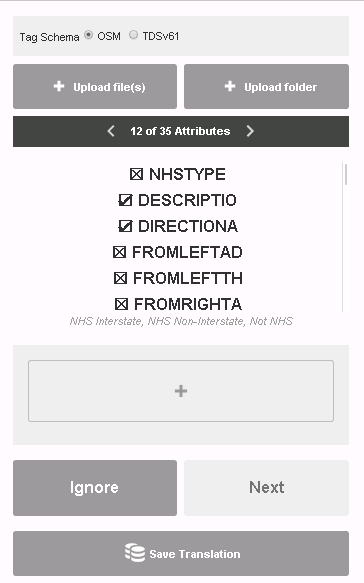 Tag Schema OSM TDSv61
+ Upload file(s) + Upload folder
< 12 of 35 Attributes >
NHSTYPE
DESCRIPTIO
DIRECTIONA
FROMLEFTAD
FROMLEFTTH
FROMRIGHTA
NHS Interstate, NHS Non-Interstate, Not NHS
+
Ignore Next
Save Translation